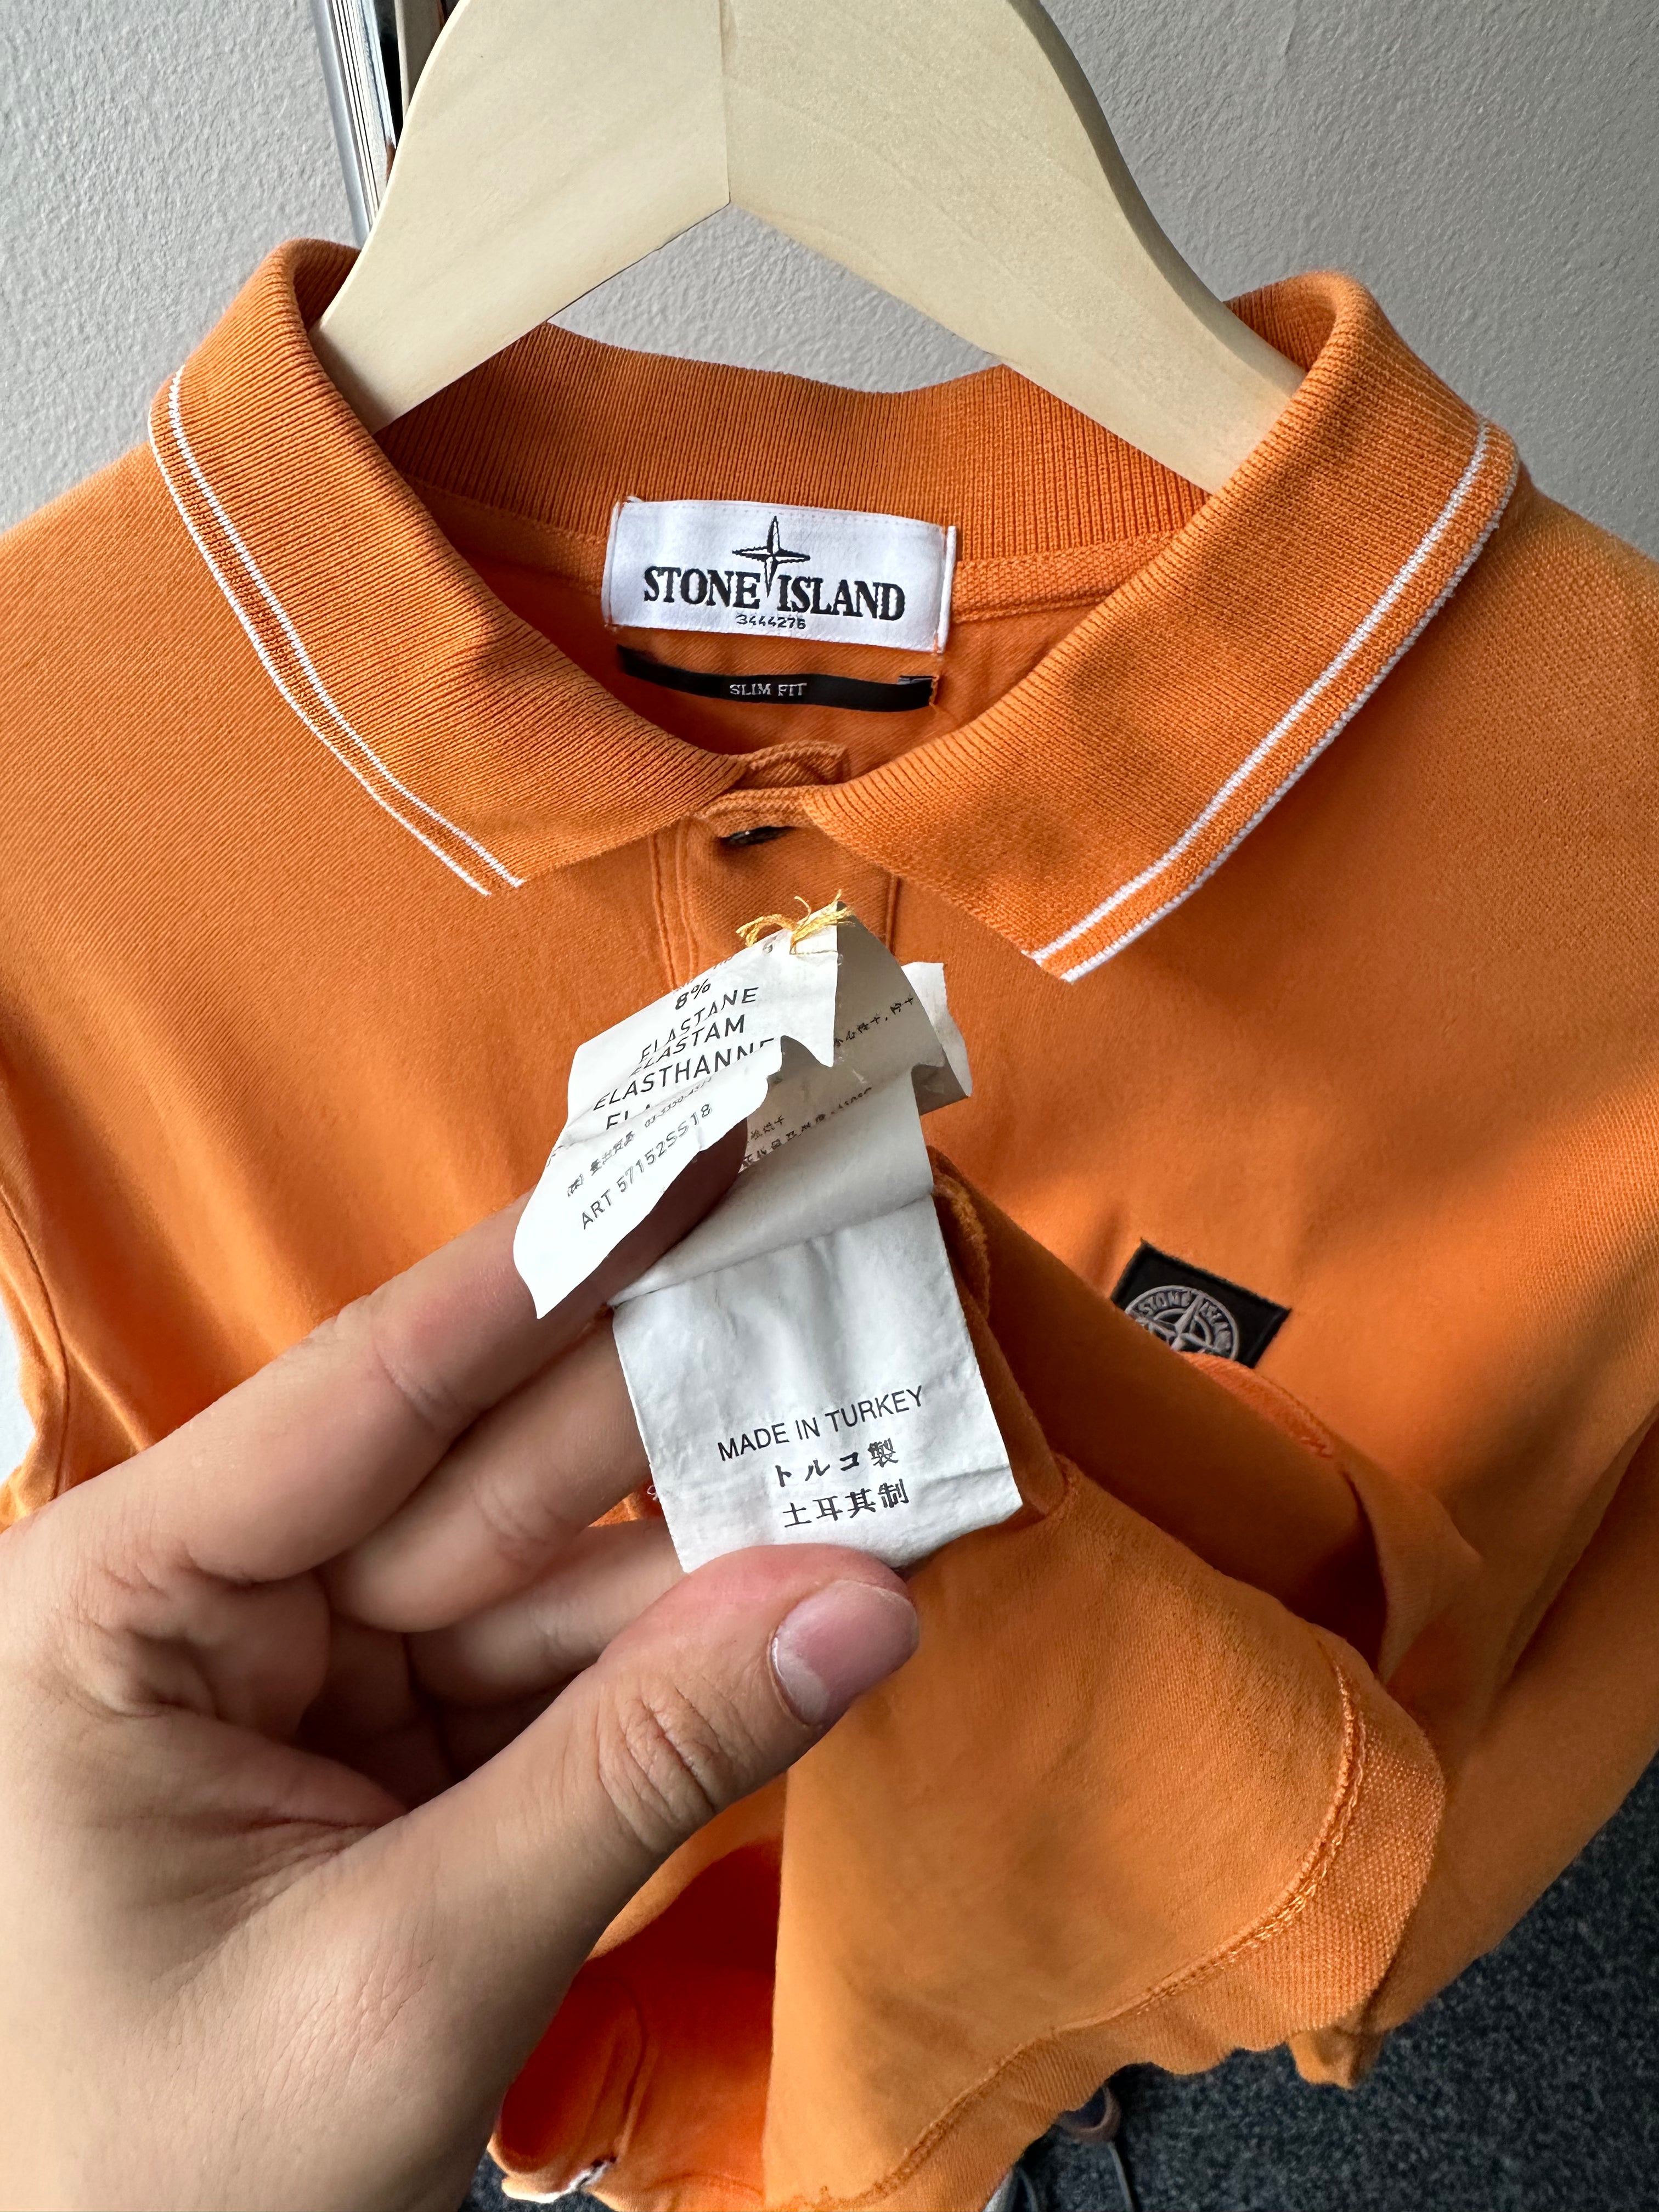 STONE ISLAND
3444276
SLIM FIT
8%
ELASTANE
ELASTAM
ELASTHANNE
ART 57152SS18
STONE ISLAND
MADE IN TURKEY
トルコ製
土耳其制